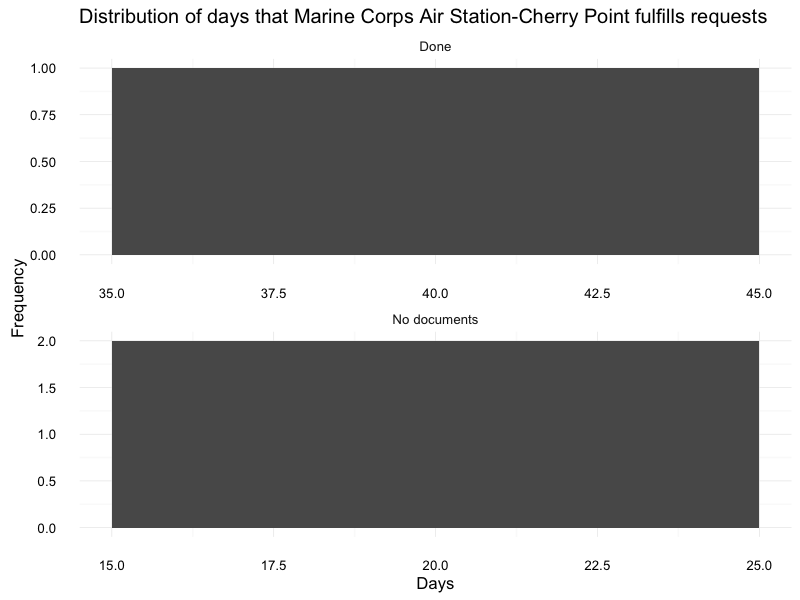 Distribution of days that Marine Corps Air Station-Cherry Point fulfills requests
Done
1.00
0.75
0.50
0.25
0.00
35.0 37.5 40.0 42.5 45.0
Frequency
No documents
2.0
1.5
1.0
0.5
0.0
15.0 17.5 20.0 22.5 25.0
Days